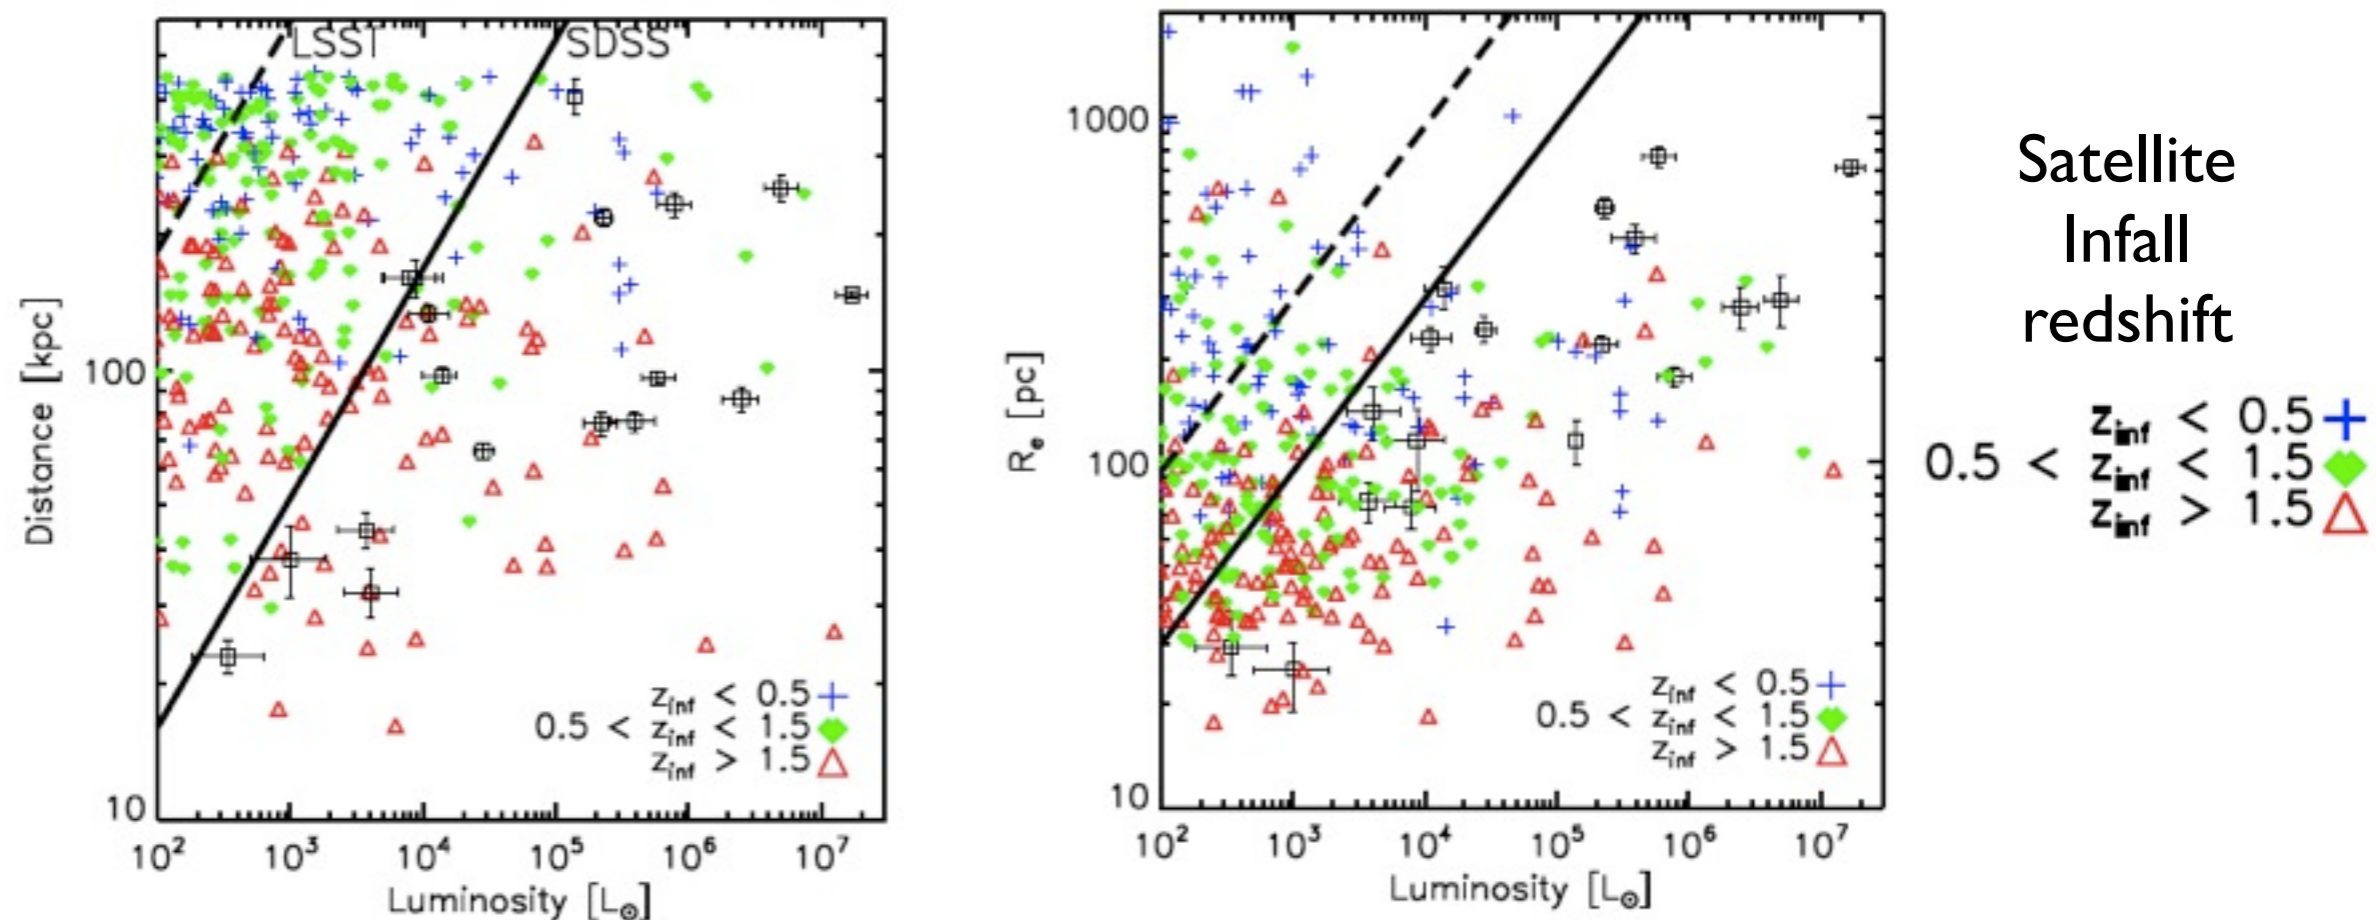 LSST
SDSS
Distance [kpc]
100
10
10² 10³ 10⁴ 10⁵ 10⁶ 10⁷
Luminosity [L⊙]
z_inf < 0.5
0.5 < z_inf < 1.5
z_inf > 1.5
R_e [pc]
1000
100
10
10² 10³ 10⁴ 10⁵ 10⁶ 10⁷
Luminosity [L⊙]
z_inf < 0.5
0.5 < z_inf < 1.5
z_inf > 1.5
Satellite
Infall
redshift
z_inf < 0.5
0.5 < z_inf < 1.5
z_inf > 1.5